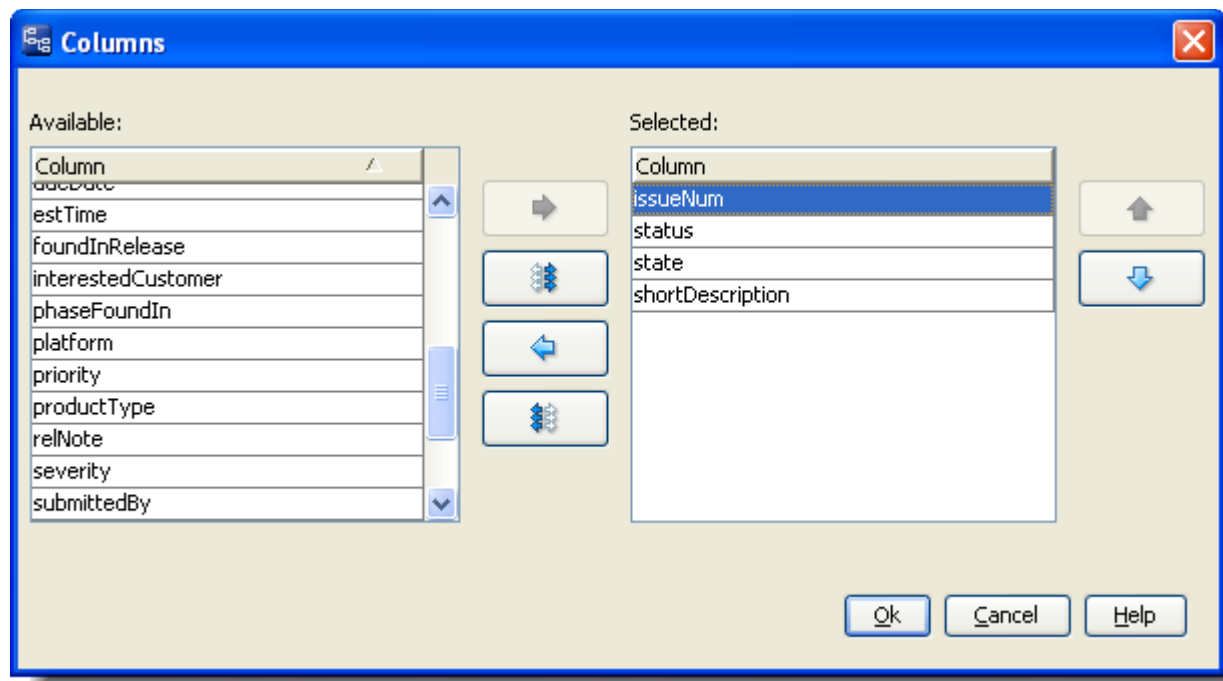 Columns
Available:
Column
dueDate
estTime
foundInRelease
interestedCustomer
phaseFoundIn
platform
priority
productType
relNote
severity
submittedBy
Selected:
Column
issueNum
status
state
shortDescription
Ok
Cancel
Help